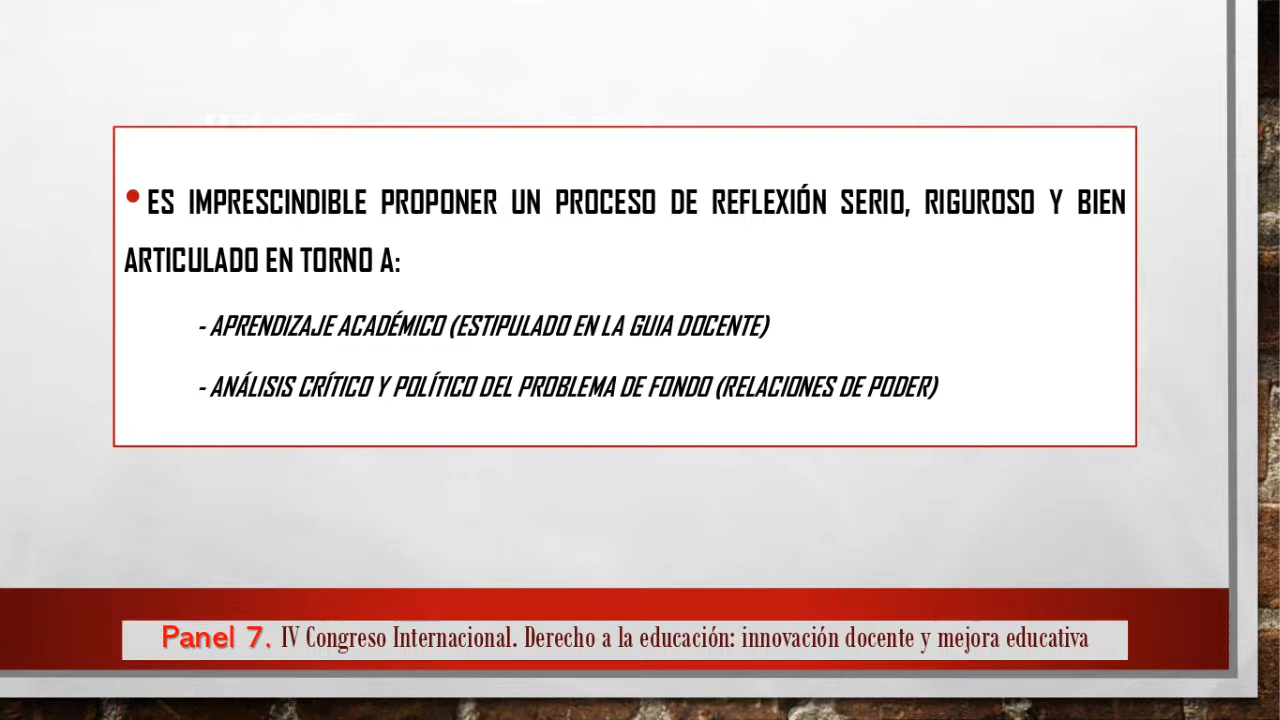 • ES IMPRESCINDIBLE PROPONER UN PROCESO DE REFLEXIÓN SERIO, RIGUROSO Y BIEN
ARTICULADO EN TORNO A:
- APRENDIZAJE ACADÉMICO (ESTIPULADO EN LA GUIA DOCENTE)
- ANÁLISIS CRÍTICO Y POLÍTICO DEL PROBLEMA DE FONDO (RELACIONES DE PODER)
Panel 7. IV Congreso Internacional. Derecho a la educación: innovación docente y mejora educativa